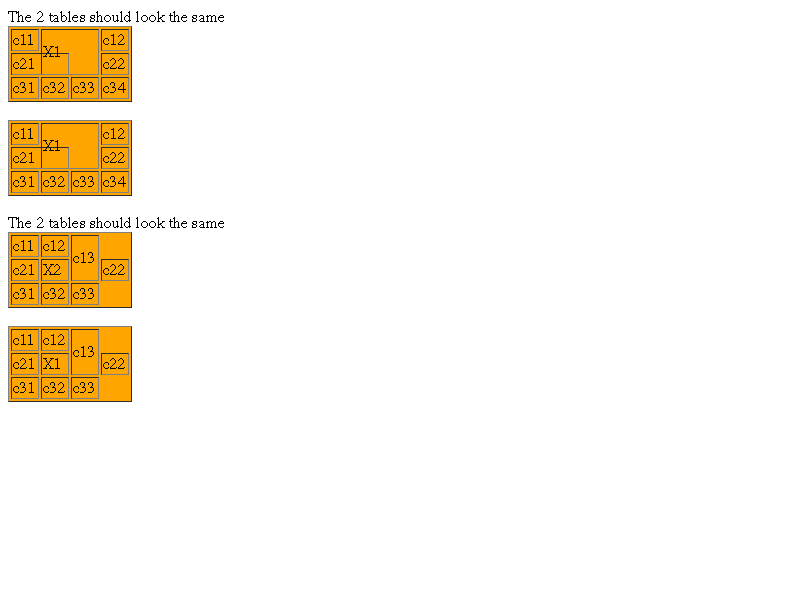 The 2 tables should look the same
c11 X1 c12
c21 c22
c31 c32 c33 c34
c11 X1 c12
c21 c22
c31 c32 c33 c34
The 2 tables should look the same
c11 c12 c13
c21 X2 c22
c31 c32 c33
c11 c12 c13
c21 X1 c22
c31 c32 c33